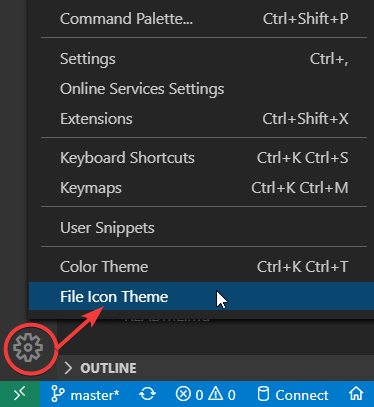 Command Palette... Ctrl+Shift+P
Settings Ctrl+,
Online Services Settings
Extensions Ctrl+Shift+X
Keyboard Shortcuts Ctrl+K Ctrl+S
Keymaps Ctrl+K Ctrl+M
User Snippets
Color Theme Ctrl+K Ctrl+T
File Icon Theme
OUTLINE
master* 0 0 Connect